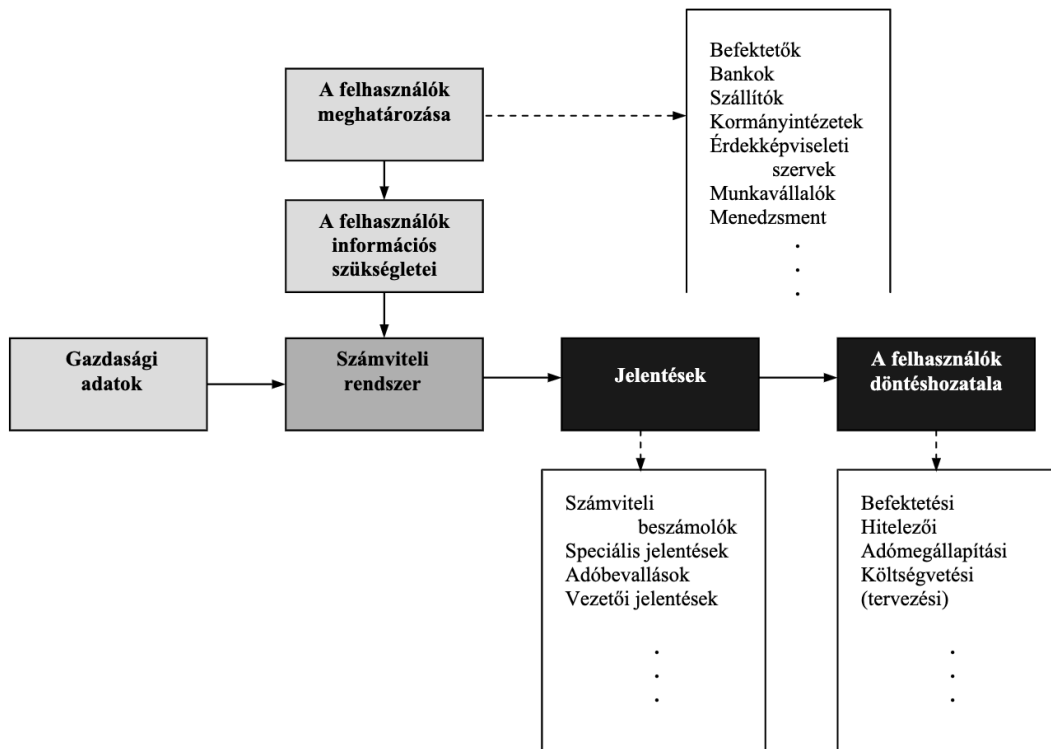 A felhasználók
meghatározása
Befektetők
Bankok
Szállítók
Kormányintézetek
Érdekképviseleti
szervek
Munkavállalók
Menedzsment
.
.
.
A felhasználók
információs
szükségletei
Gazdasági
adatok
Számviteli
rendszer
Jelentések
A felhasználók
döntéshozatala
Számviteli
beszámolók
Speciális jelentések
Adóbevallások
Vezetői jelentések
.
.
.
Befektetési
Hitelezői
Adómegállapítási
Költségvetési
(tervezési)
.
.
.